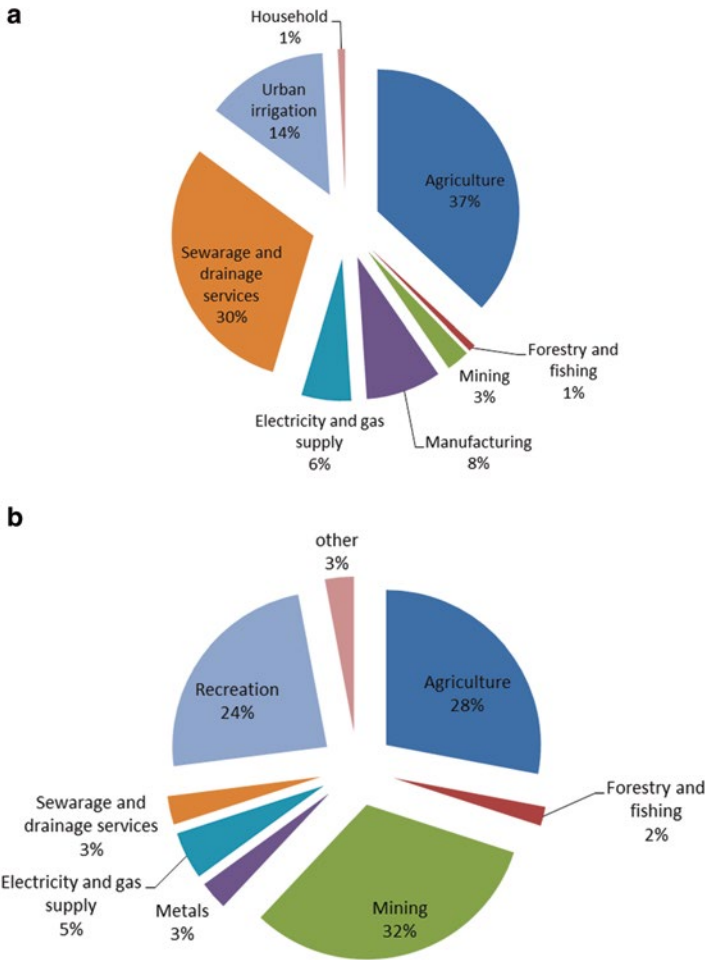 a
Household
1%
Urban
irrigation
14%
Agriculture
37%
Sewarage and
drainage
services
30%
Forestry and
fishing
1%
Mining
3%
Electricity and gas
supply
6%
Manufacturing
8%
b
other
3%
Recreation
24%
Agriculture
28%
Forestry and
fishing
2%
Sewarage and
drainage services
3%
Electricity and gas
supply
5%
Metals
3%
Mining
32%